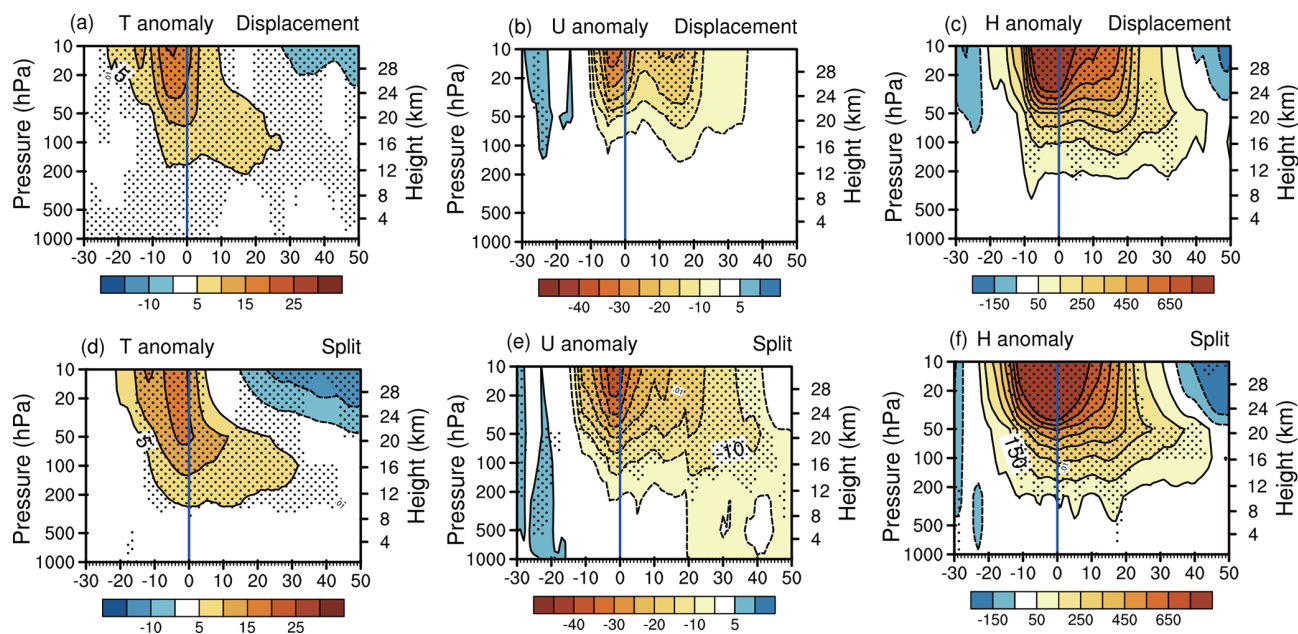 (a) T anomaly Displacement
(b) U anomaly Displacement
(c) H anomaly Displacement
Pressure (hPa)
10
20
50
100
200
500
1000
5
-30 -20 -10 0 10 20 30 40 50
28
24
20
16
12
8
4
Height (km)
-10 5 15 25
Pressure (hPa)
10
20
50
100
200
500
1000
-30 -20 -10 0 10 20 30 40 50
28
24
20
16
12
8
4
Height (km)
-40 -30 -20 -10 5
Pressure (hPa)
10
20
50
100
200
500
1000
-30 -20 -10 0 10 20 30 40 50
28
24
20
16
12
8
4
Height (km)
-150 50 250 450 650
(d) T anomaly Split
(e) U anomaly Split
(f) H anomaly Split
Pressure (hPa)
10
20
50
100
200
500
1000
5
-30 -20 -10 0 10 20 30 40 50
28
24
20
16
12
8
4
Height (km)
-10 5 15 25
Pressure (hPa)
10
20
50
100
200
500
1000
-10
-30 -20 -10 0 10 20 30 40 50
28
24
20
16
12
8
4
Height (km)
-40 -30 -20 -10 5
Pressure (hPa)
10
20
50
100
200
500
1000
150
-30 -20 -10 0 10 20 30 40 50
28
24
20
16
12
8
4
Height (km)
-150 50 250 450 650